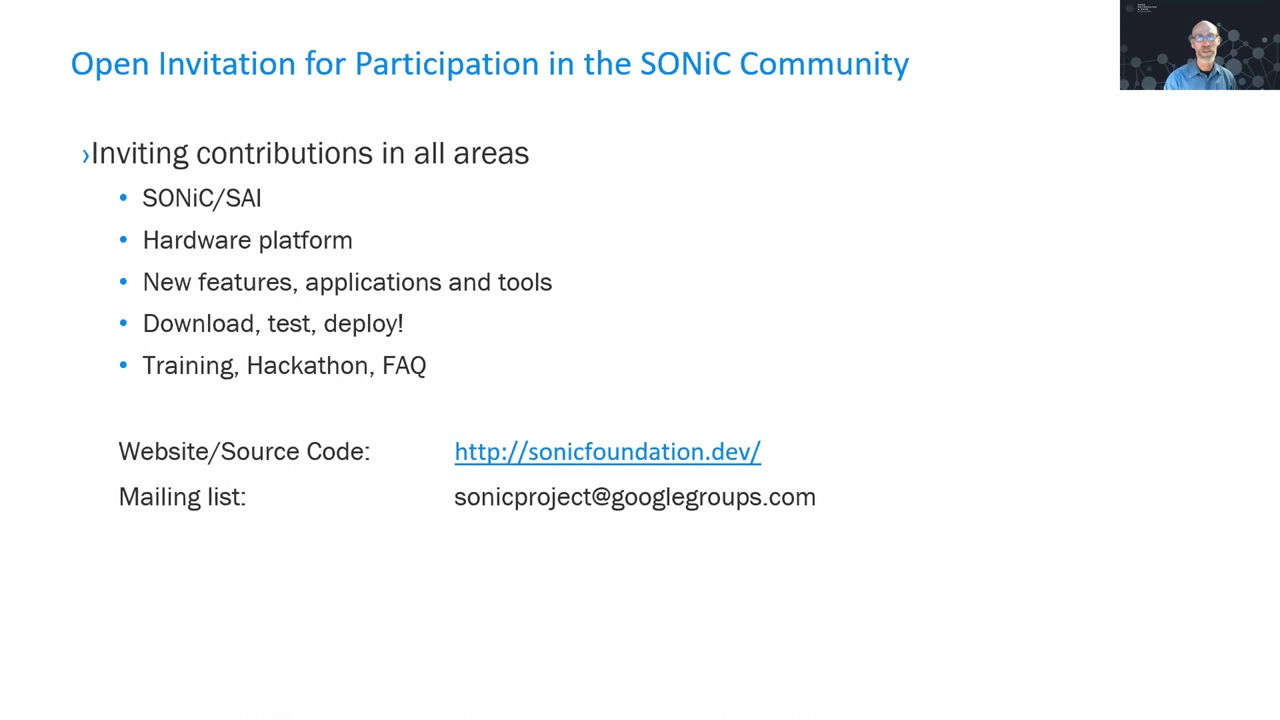 Open Invitation for Participation in the SONiC Community
›Inviting contributions in all areas
• SONiC/SAI
• Hardware platform
• New features, applications and tools
• Download, test, deploy!
• Training, Hackathon, FAQ
Website/Source Code: http://sonicfoundation.dev/
Mailing list: sonicproject@googlegroups.com